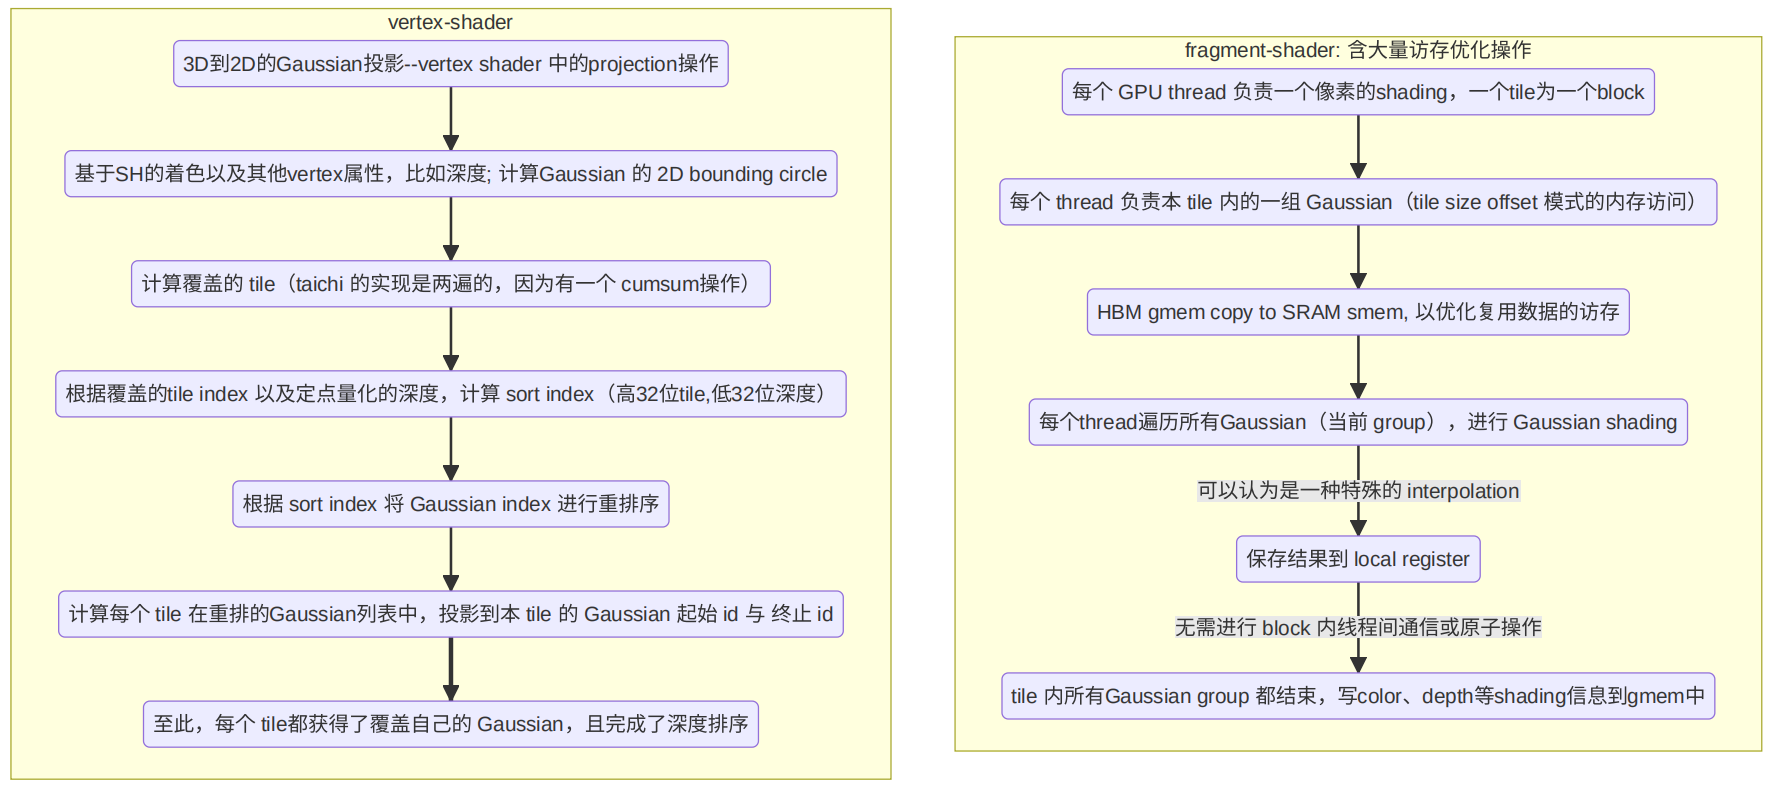 vertex-shader
3D到2D的Gaussian投影--vertex shader 中的projection操作
基于SH的着色以及其他vertex属性，比如深度; 计算Gaussian 的 2D bounding circle
计算覆盖的 tile（taichi 的实现是两遍的，因为有一个 cumsum操作）
根据覆盖的tile index 以及定点量化的深度，计算 sort index（高32位tile,低32位深度）
根据 sort index 将 Gaussian index 进行重排序
计算每个 tile 在重排的Gaussian列表中，投影到本 tile 的 Gaussian 起始 id 与 终止 id
至此，每个 tile都获得了覆盖自己的 Gaussian，且完成了深度排序
fragment-shader: 含大量访存优化操作
每个 GPU thread 负责一个像素的shading，一个tile为一个block
每个 thread 负责本 tile 内的一组 Gaussian（tile size offset 模式的内存访问）
HBM gmem copy to SRAM smem, 以优化复用数据的访存
每个thread遍历所有Gaussian（当前 group），进行 Gaussian shading
可以认为是一种特殊的 interpolation
保存结果到 local register
无需进行 block 内线程间通信或原子操作
tile 内所有Gaussian group 都结束，写color、depth等shading信息到gmem中